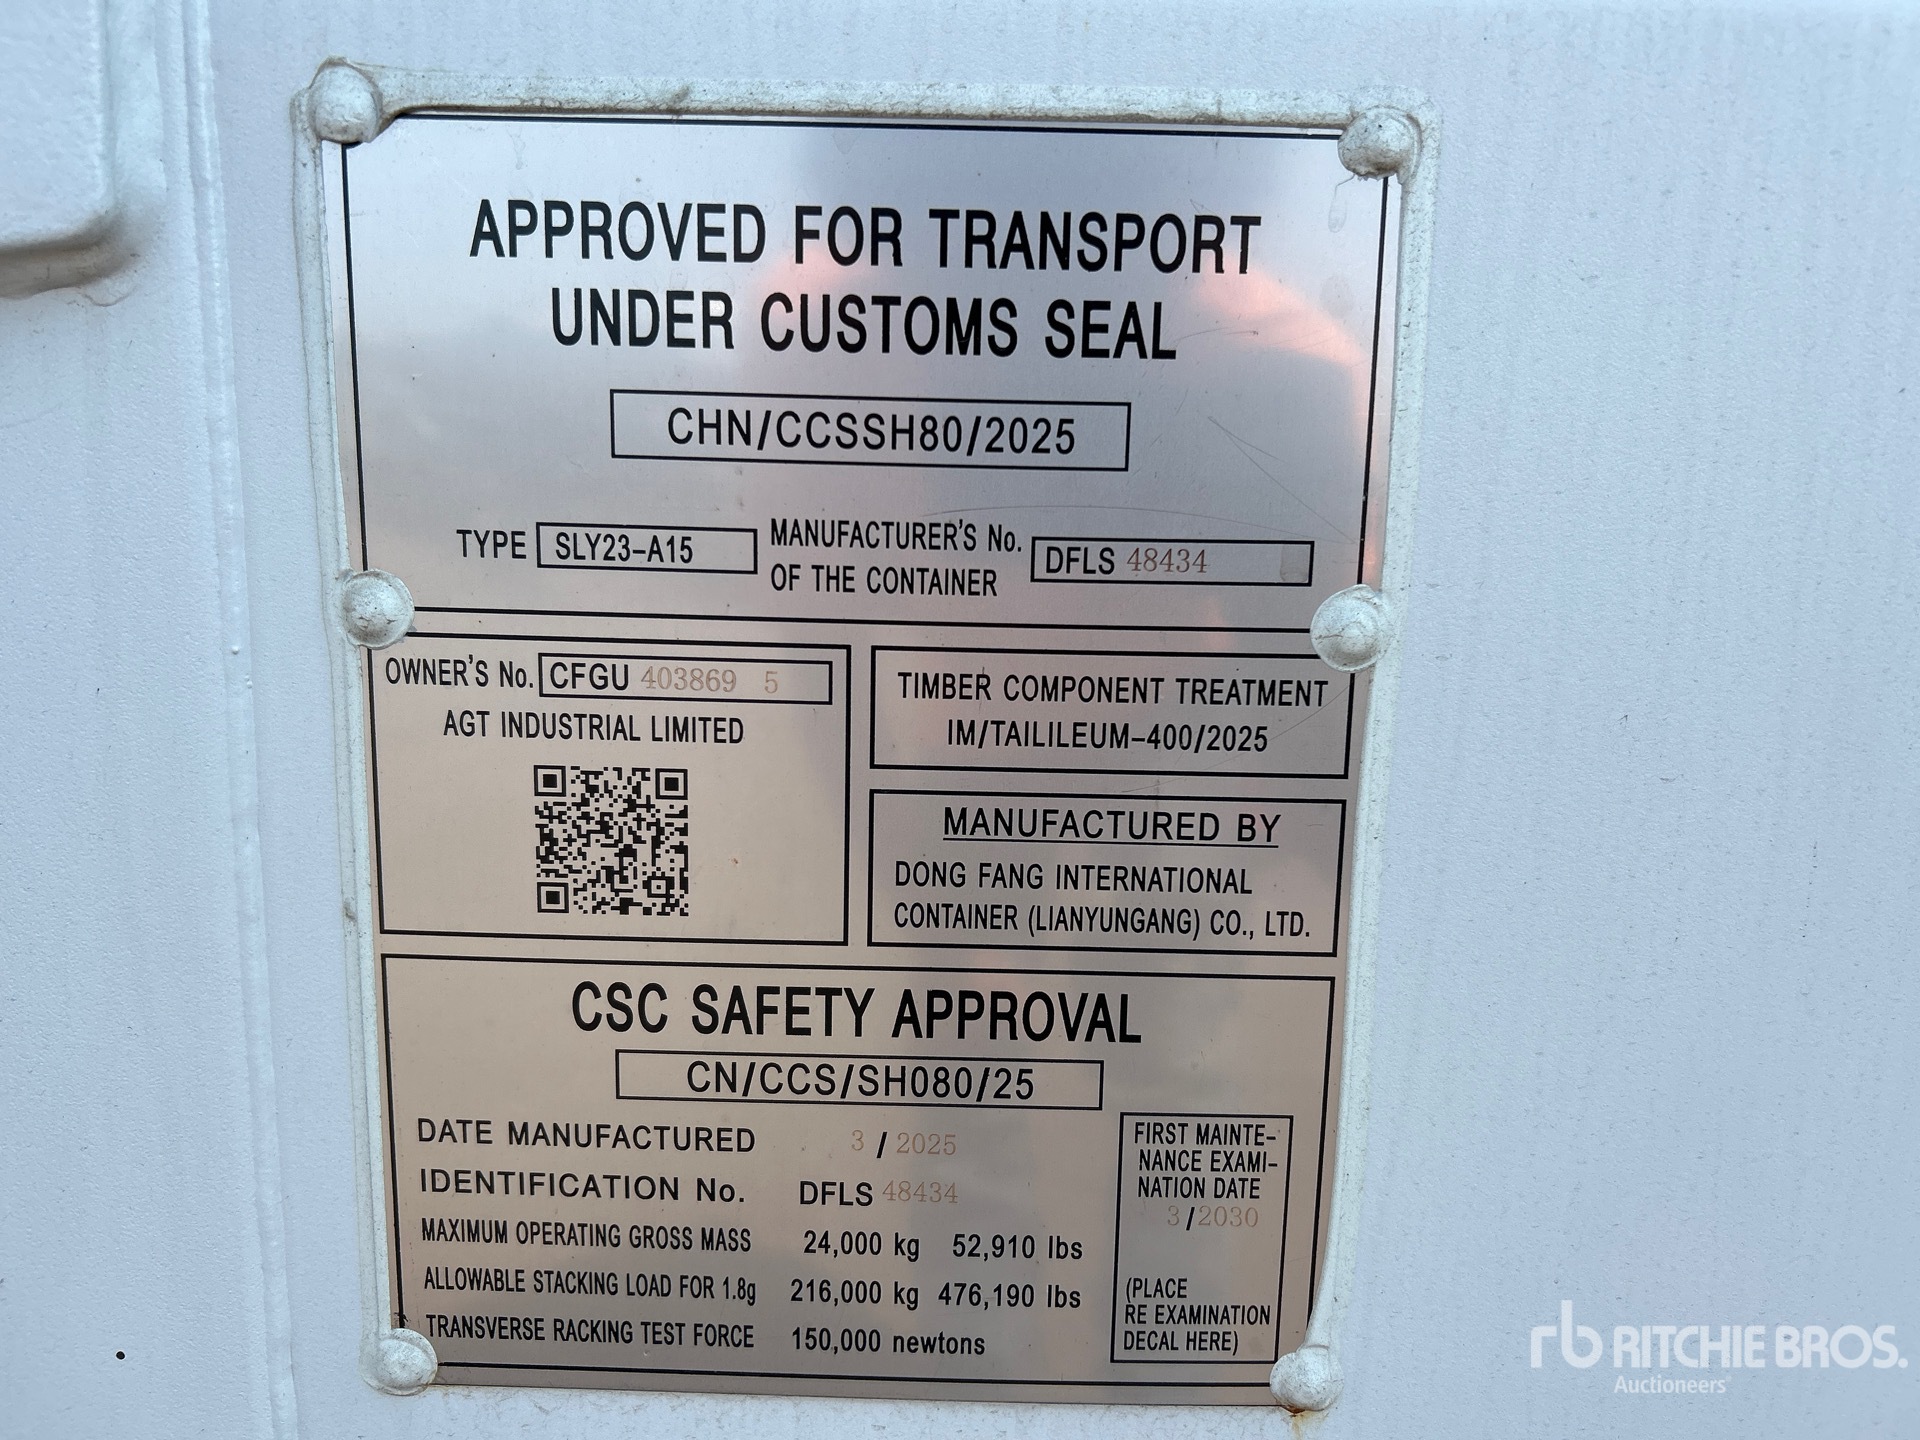 APPROVED FOR TRANSPORT
UNDER CUSTOMS SEAL
CHN/CCSSH80/2025
TYPE SLY23-A15 MANUFACTURER'S No. OF THE CONTAINER DFLS 48434
OWNER'S No. CFGU 403869 5
AGT INDUSTRIAL LIMITED
TIMBER COMPONENT TREATMENT
IM/TAILILEUM-400/2025
MANUFACTURED BY
DONG FANG INTERNATIONAL
CONTAINER (LIANYUNGANG) CO., LTD.
CSC SAFETY APPROVAL
CN/CCS/SH080/25
DATE MANUFACTURED 3 / 2025
IDENTIFICATION No. DFLS 48434
MAXIMUM OPERATING GROSS MASS 24,000 kg 52,910 lbs
ALLOWABLE STACKING LOAD FOR 1.8g 216,000 kg 476,190 lbs
TRANSVERSE RACKING TEST FORCE 150,000 newtons
FIRST MAINTE-
NANCE EXAMI-
NATION DATE
3/2030
(PLACE
RE EXAMINATION
DECAL HERE)
rb RITCHIE BROS.
Auctioneers